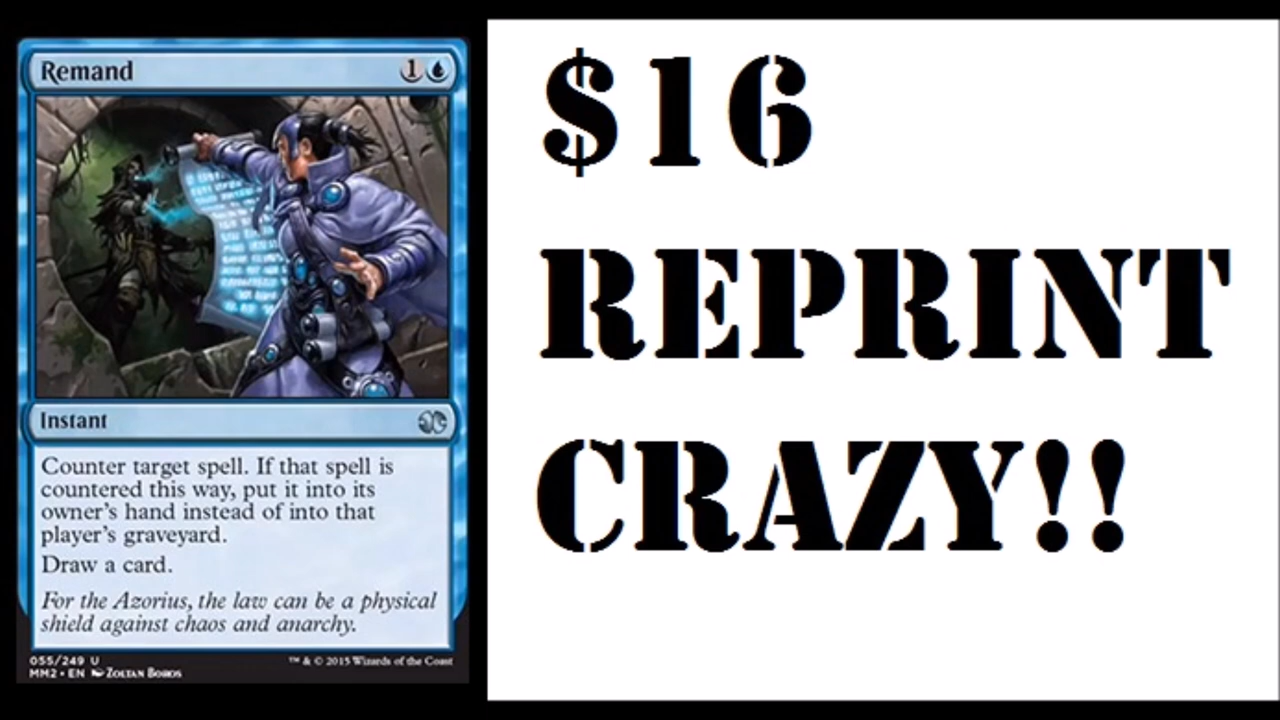 Remand 1
Instant
Counter target spell. If that spell is
countered this way, put it into its
owner's hand instead of into that
player's graveyard.
Draw a card.
For the Azorius, the law can be a physical
shield against chaos and anarchy.
055/249 U
MM2 • EN Zoltan Boros
™ & © 2015 Wizards of the Coast
$16
REPRINT
CRAZY!!